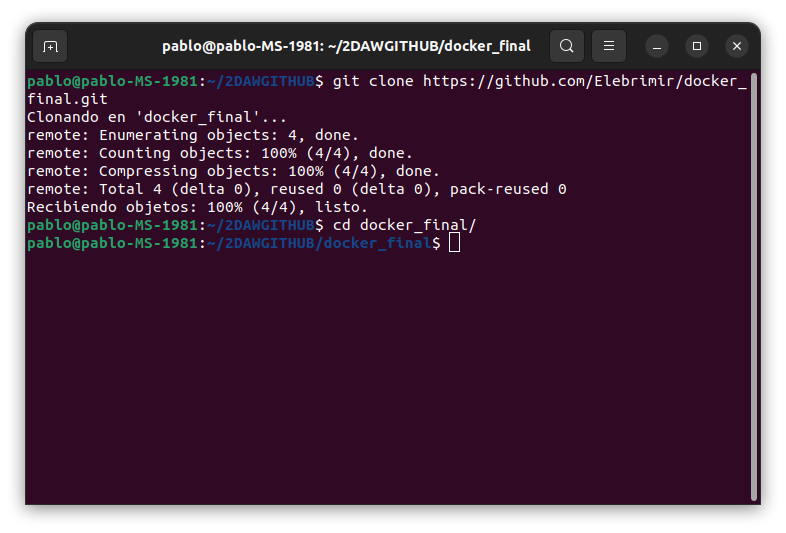 pablo@pablo-MS-1981: ~/2DAWGITHUB/docker_final
pablo@pablo-MS-1981:~/2DAWGITHUB$ git clone https://github.com/Elebrimir/docker_
final.git
Clonando en 'docker_final'...
remote: Enumerating objects: 4, done.
remote: Counting objects: 100% (4/4), done.
remote: Compressing objects: 100% (4/4), done.
remote: Total 4 (delta 0), reused 0 (delta 0), pack-reused 0
Recibiendo objetos: 100% (4/4), listo.
pablo@pablo-MS-1981:~/2DAWGITHUB$ cd docker_final/
pablo@pablo-MS-1981:~/2DAWGITHUB/docker_final$